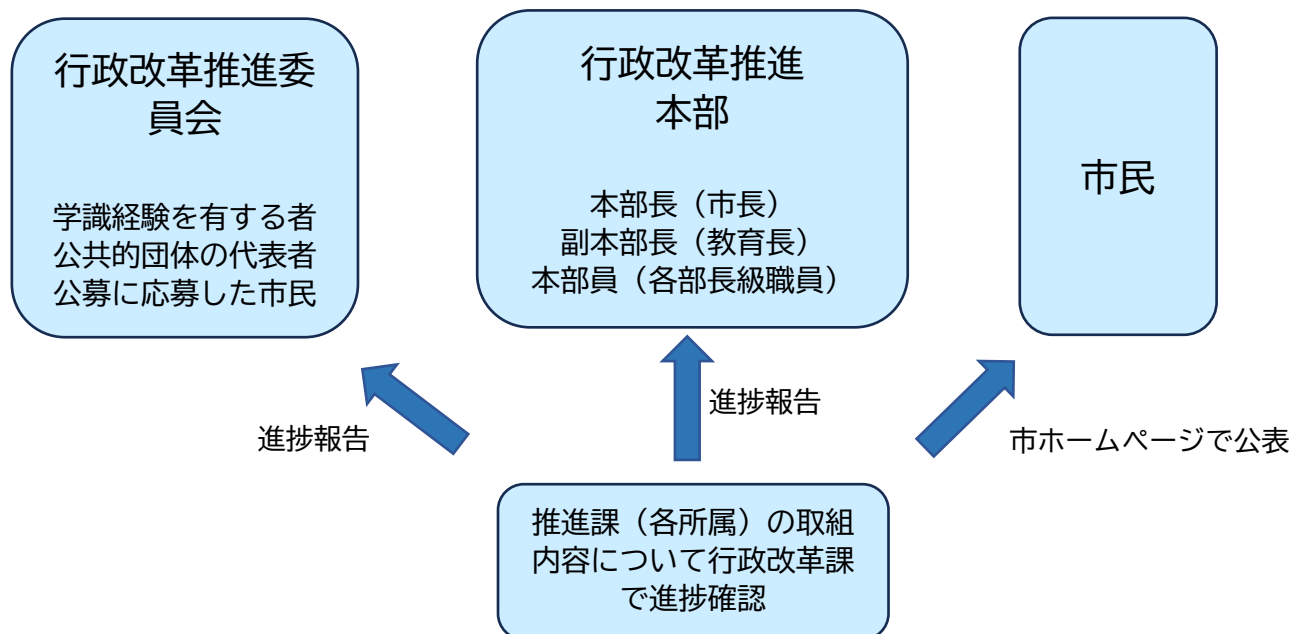 行政改革推進委
員会
学識経験を有する者
公共的団体の代表者
公募に応募した市民
行政改革推進
本部
本部長（市長）
副本部長（教育長）
本部員（各部長級職員）
市民
進捗報告
進捗報告
市ホームページで公表
推進課（各所属）の取組
内容について行政改革課
で進捗確認